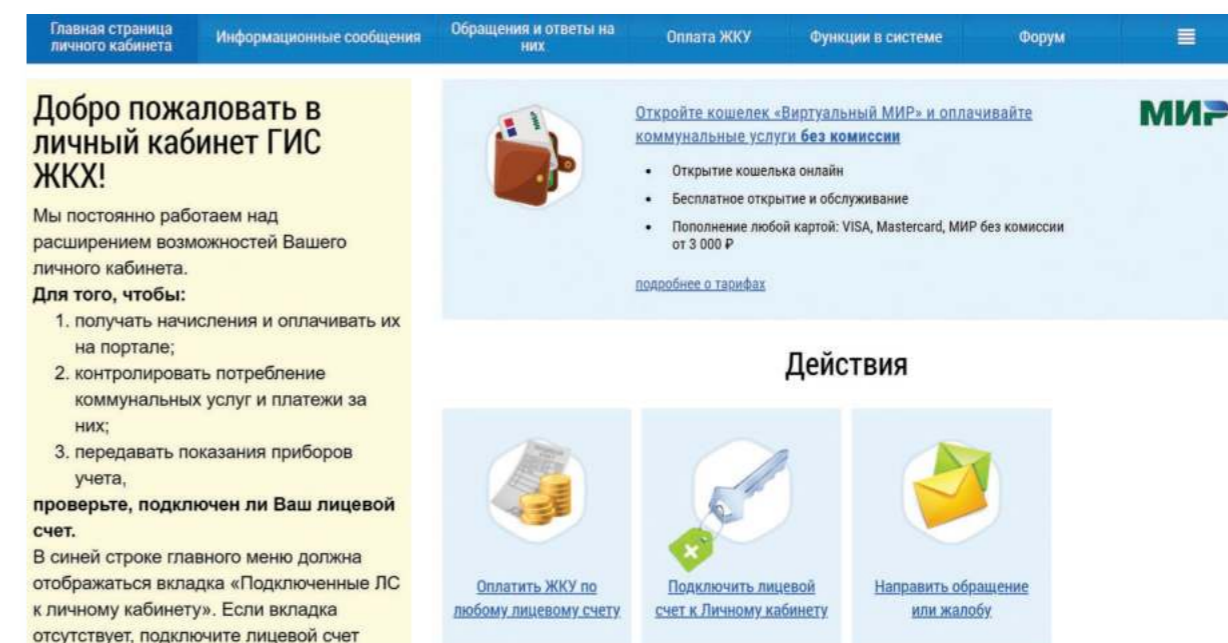 Главная страница
личного кабинета
Информационные сообщения
Обращения и ответы на
них
Оплата ЖКУ
Функции в системе
Форум
Добро пожаловать в
личный кабинет ГИС
ЖКХ!
Мы постоянно работаем над
расширением возможностей Вашего
личного кабинета.
Для того, чтобы:
1. получать начисления и оплачивать их
на портале;
2. контролировать потребление
коммунальных услуг и платежи за
них;
3. передавать показания приборов
учета,
проверьте, подключен ли Ваш лицевой
счет.
В синей строке главного меню должна
отображаться вкладка «Подключенные ЛС
к личному кабинету». Если вкладка
отсутствует, подключите лицевой счет
Откройте кошелек «Виртуальный МИР» и оплачивайте
коммунальные услуги без комиссии
• Открытие кошелька онлайн
• Бесплатное открытие и обслуживание
• Пополнение любой картой: VISA, Mastercard, МИР без комиссии
от 3 000 ₽
подробнее о тарифах
МИР
Действия
Оплатить ЖКУ по
любому лицевому счету
Подключить лицевой
счет к Личному кабинету
Направить обращение
или жалобу